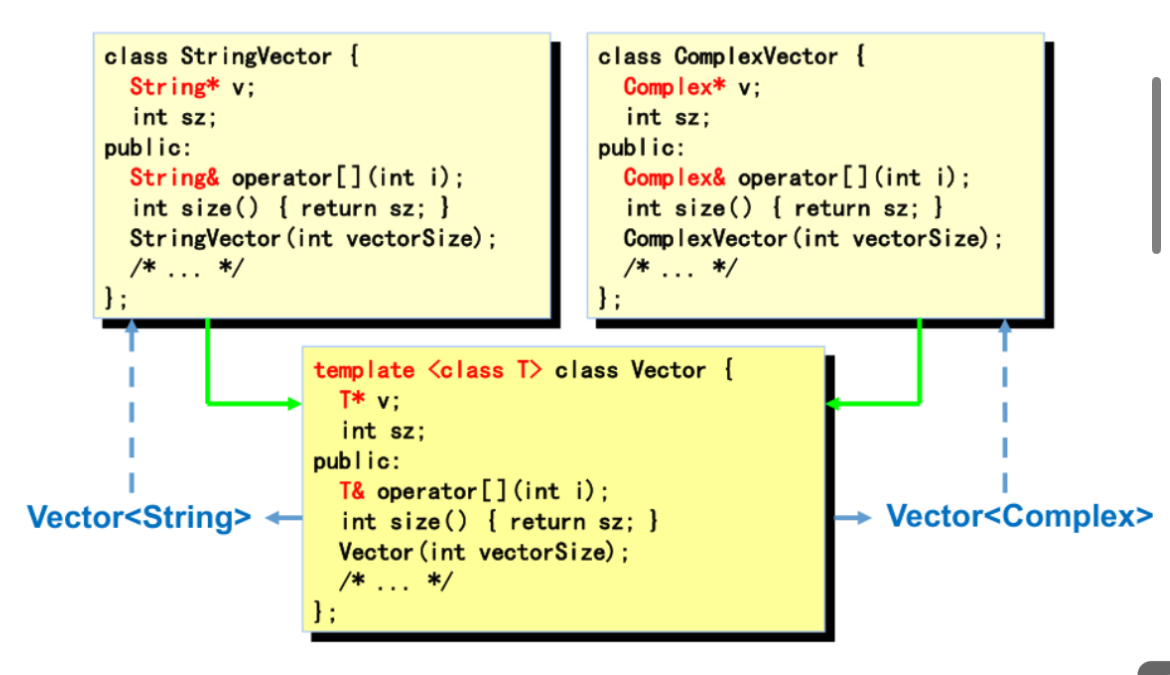 class StringVector {
  String* v;
  int sz;
public:
  String& operator[](int i);
  int size() { return sz; }
  StringVector(int vectorSize);
  /* ... */
};
class ComplexVector {
  Complex* v;
  int sz;
public:
  Complex& operator[](int i);
  int size() { return sz; }
  ComplexVector(int vectorSize);
  /* ... */
};
template <class T> class Vector {
  T* v;
  int sz;
public:
  T& operator[](int i);
  int size() { return sz; }
  Vector(int vectorSize);
  /* ... */
};
Vector<String>
Vector<Complex>